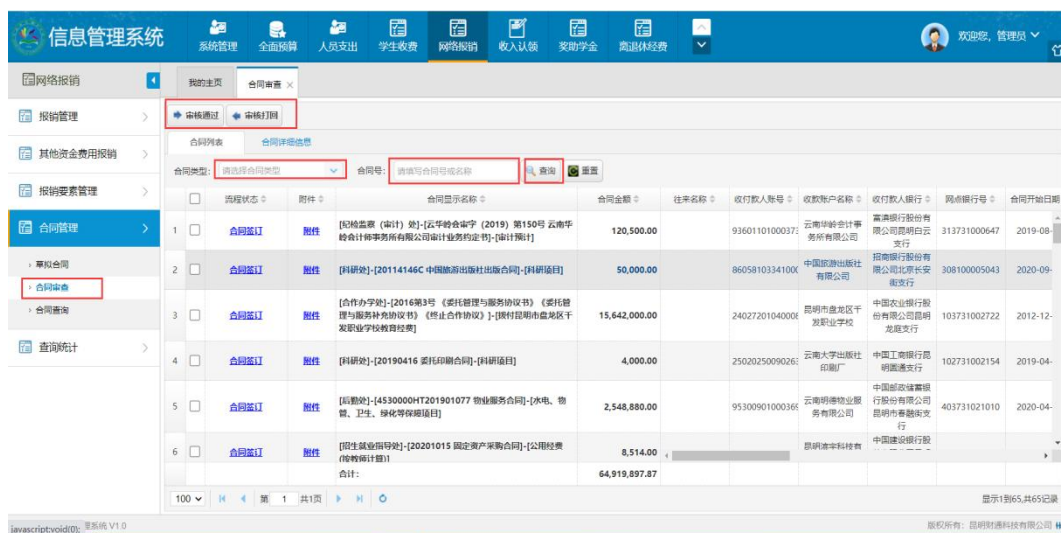 信息管理系统
系统管理 全面预算 人员支出 学生收费 网络报销 收入认领 奖助学金 离退休经费
欢迎您, 管理员
网络报销
我的主页 合同审查 ×
报销管理
其他资金费用报销
报销要素管理
合同管理
› 草拟合同
› 合同审查
› 合同查询
查询统计
审核通过 审核打回
合同列表 合同详细信息
合同类型: 请选择合同类型 合同号: 请填写合同号或名称 查询 重置
流程状态 附件 合同显示名称 合同金额 往来名称 收付款人账号 收款账户名称 收付款人银行 网点银行号 合同开始日期
1 合同签订 附件 [纪检监察(审计)处]-[云华岭会审字(2019)第150号 云南华
岭会计师事务所有限公司审计业务约定书]-[审计预计] 120,500.00 93601101000373 云南华岭会计事
务所有限公司 富滇银行股份有
限公司昆明白云
支行 313731000647 2019-08-
2 合同签订 附件 [科研处]-[20114146C 中国旅游出版社出版合同]-[科研项目] 50,000.00 86058103341000 中国旅游出版社
有限公司 招商银行股份有
限公司北京长安
街支行 308100005043 2020-09-
3 合同签订 附件 [合作办学处]-[2016第3号 《委托管理与服务协议书》《委托管
理与服务补充协议书》《终止合作协议》]-[拨付昆明市盘龙区千
发职业学校教育经费] 15,642,000.00 24027201040008 昆明市盘龙区千
发职业学校 中国农业银行股
份有限公司昆明
龙庭支行 103731002722 2012-12-
4 合同签订 附件 [科研处]-[20190416 委托印刷合同]-[科研项目] 4,000.00 2502025009026 云南大学出版社
印刷厂 中国工商银行昆
明圆通支行 102731002154 2019-04-
5 合同签订 附件 [后勤处]-[4530000HT201901077 物业服务合同]-[水电、物
管、卫生、绿化等保障项目] 2,548,880.00 95300901000369 云南明德物业服
务有限公司 中国邮政储蓄银
行股份有限公司
昆明市春融街支
行 403731021010 2020-04-
6 合同签订 附件 [招生就业指导处]-[20201015 固定资产采购合同]-[公用经费
(按教师计算)] 8,514.00 中国建设银行股
合计: 64,919,897.87
100 第 1 共1页 显示1到65,共65记录
javascript:void(0); 理系统 V1.0 版权所有: 昆明财通科技有限公司